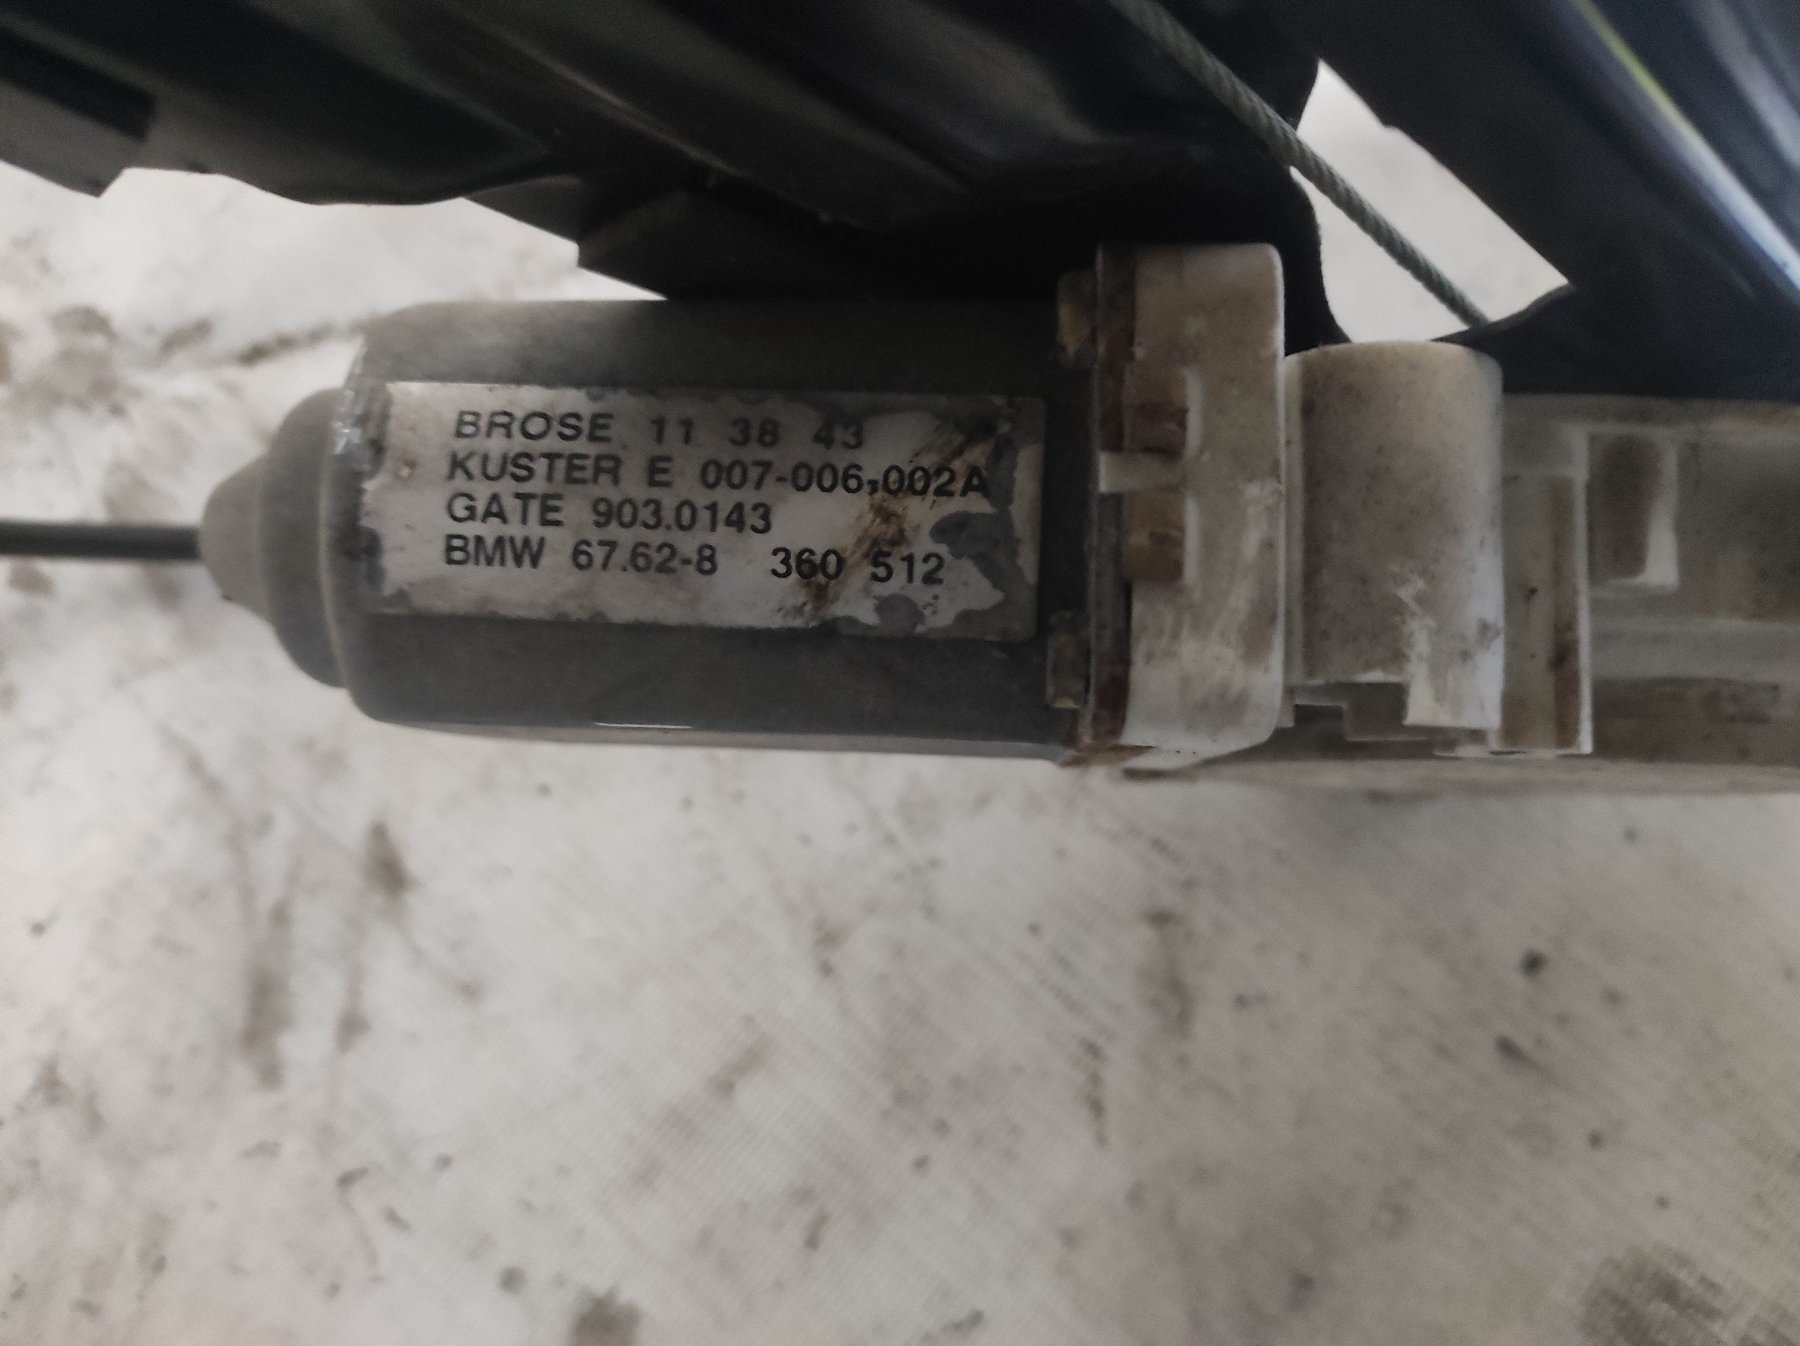 BROSE 11 38 43
KUSTER E 007-006-002A
GATE 903.0143
BMW 67.62-8 360 512